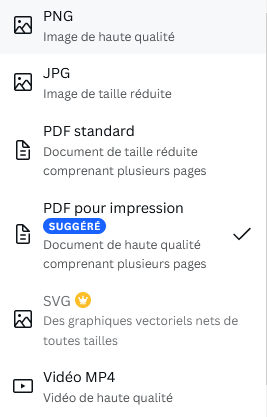 PNG
Image de haute qualité
JPG
Image de taille réduite
PDF standard
Document de taille réduite
comprenant plusieurs pages
PDF pour impression
SUGGÉRÉ
Document de haute qualité
comprenant plusieurs pages
SVG
Des graphiques vectoriels nets de
toutes tailles
Vidéo MP4
Vidéo de haute qualité